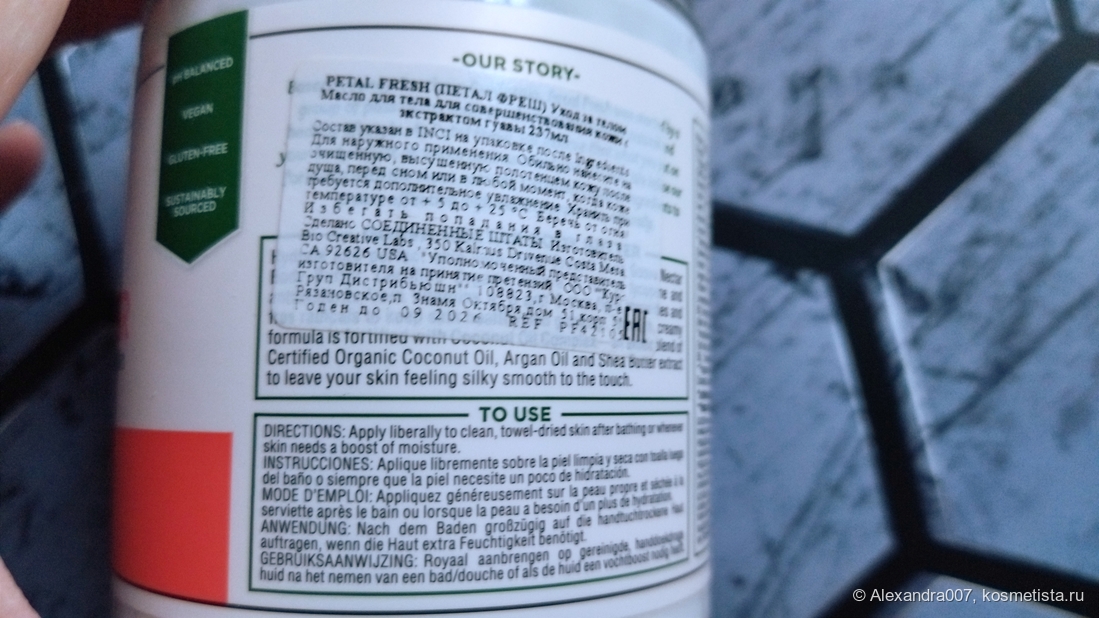 pH BALANCED
VEGAN
GLUTEN-FREE
SUSTAINABLY
SOURCED
-OUR STORY-
PETAL FRESH (ПЕТАЛ ФРЕШ) Уход за телом
Масло для тела для совершенствования кожи с
экстрактом гуавы 237мл
Состав указан в INCI на упаковке после Ingredients
Для наружного применения. Обильно нанесите на
очищенную, высушенную полотенцем кожу после
душа, перед сном или в любой момент, когда коже
требуется дополнительное увлажнение Хранить при
температуре от + 5 до + 25 °C Беречь от огня
Избегать попадания в глаза
Сделано СОЕДИНЕННЫЕ ШТАТЫ Изготовитель
Bio Creative Labs , 350 Kalmus Drivenue Costa Mesa
CA 92626 USA *Уполномоченный представитель
изготовителя на принятие претензий* ООО "Курс
Груп Дистрибьюшн" 108823,г Москва, п-е
Рязановское,п Знамя Октября,дом 31,корп
Годен до 09 2026 REF
EAC
Nectar
creamy
formula is fortified with
Certified Organic Coconut Oil, Argan Oil and Shea Butter extract
to leave your skin feeling silky smooth to the touch.
TO USE
DIRECTIONS: Apply liberally to clean, towel-dried skin after bathing or whenever
skin needs a boost of moisture.
INSTRUCCIONES: Aplique libremente sobre la piel limpia y seca con toalla luego
del baño o siempre que la piel necesite un poco de hidratación.
MODE D'EMPLOI: Appliquez généreusement sur la peau propre et séchée à la
serviette après le bain ou lorsque la peau a besoin d'un plus de hydratation.
ANWENDUNG: Nach dem Baden großzügig auf die handtuchtrockene Haut
auftragen, wenn die Haut extra Feuchtigkeit benötigt.
GEBRUIKSAANWIJZING: Royaal aanbrengen op gereinigde, handdoekdroge
huid na het nemen van een bad/douche of als de huid een vochtboost nodig heeft.
© Alexandra007, kosmetista.ru